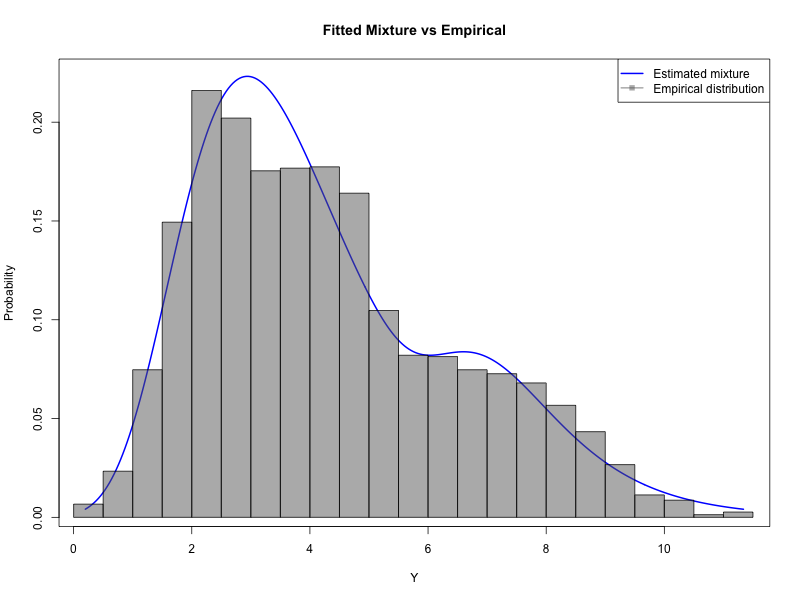 Fitted Mixture vs Empirical
Estimated mixture
Empirical distribution
Probability
0.20
0.15
0.10
0.05
0.00
0 2 4 6 8 10
Y